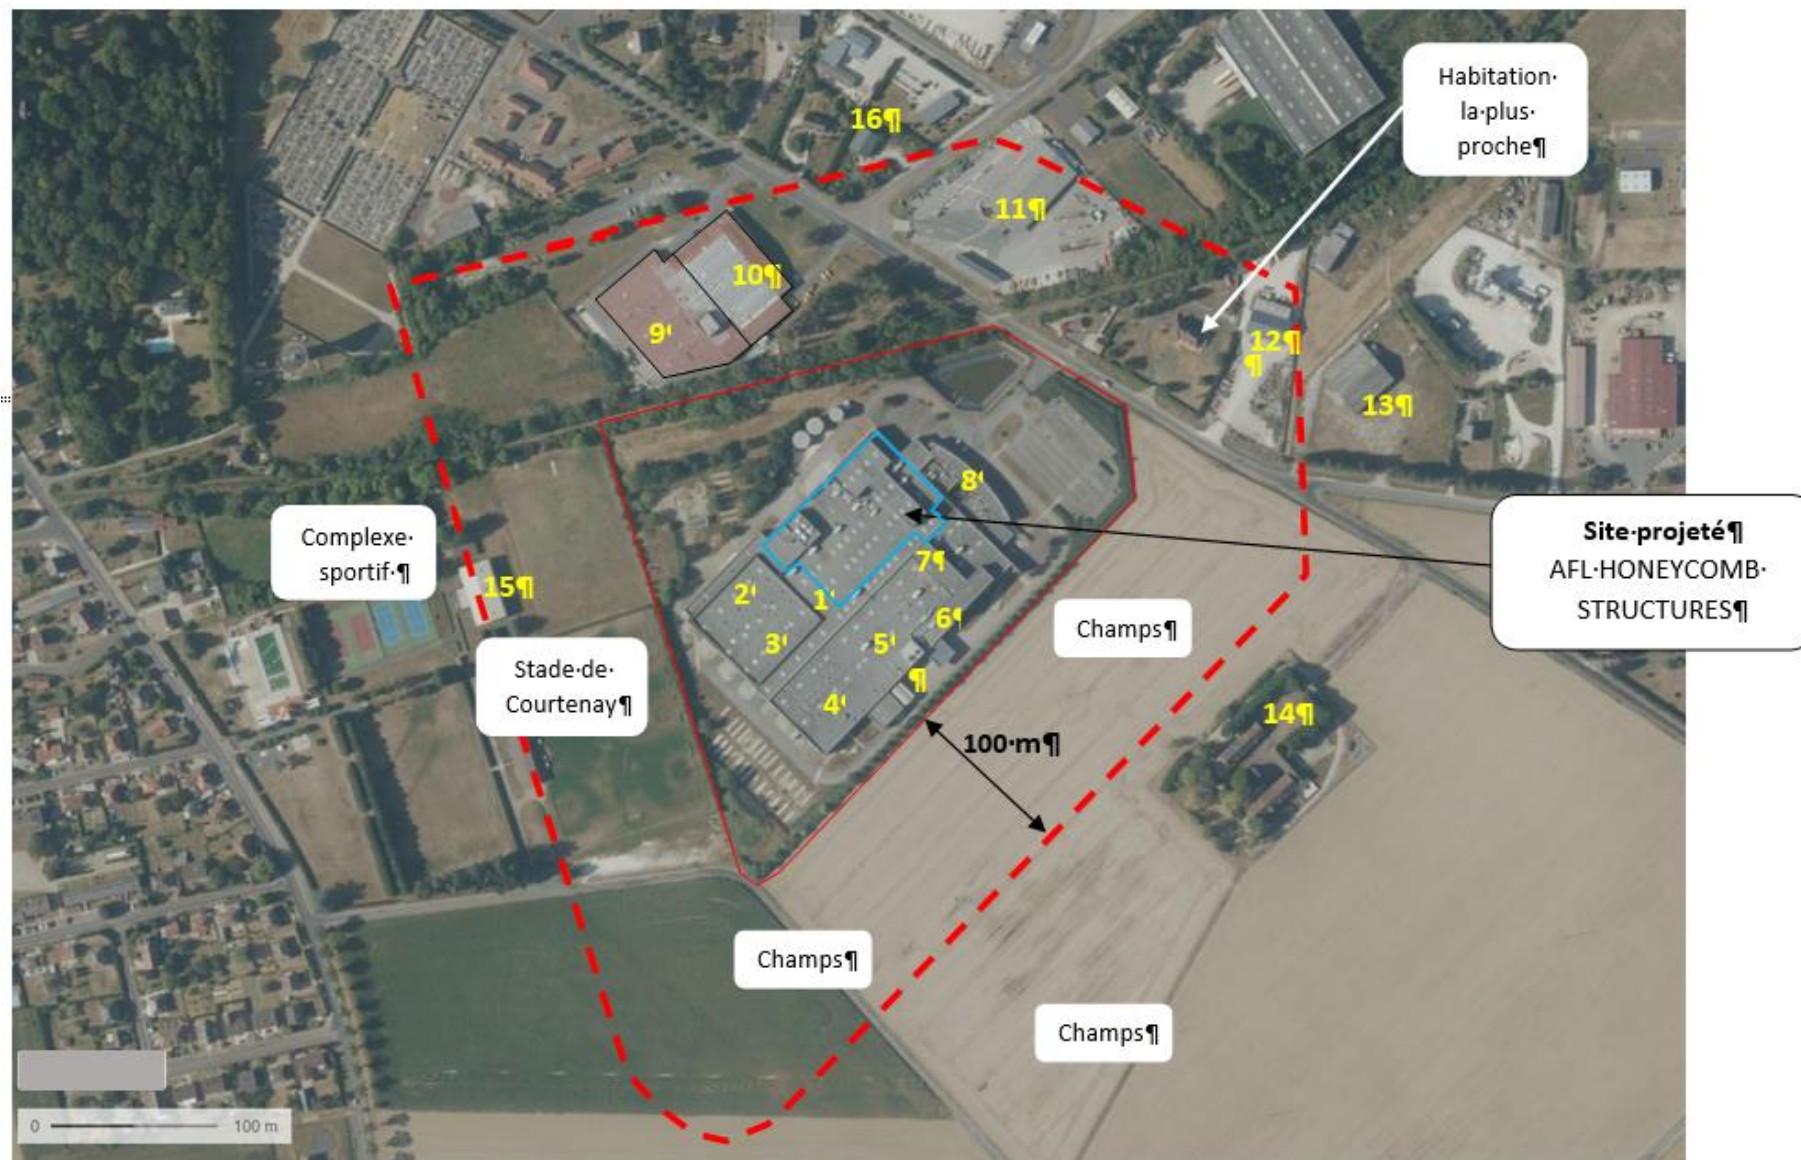 Habitation·
la·plus·
proche¶
16¶
11¶
10¶
9
12¶
¶
13¶
8
Site·projeté¶
AFL·HONEYCOMB·
STRUCTURES¶
Complexe·
sportif·¶
15¶
7¶
2
1
6¶
3
5
Champs¶
Stade·de·
Courtenay¶
¶
4
14¶
100·m¶
Champs¶
Champs¶
0 100 m